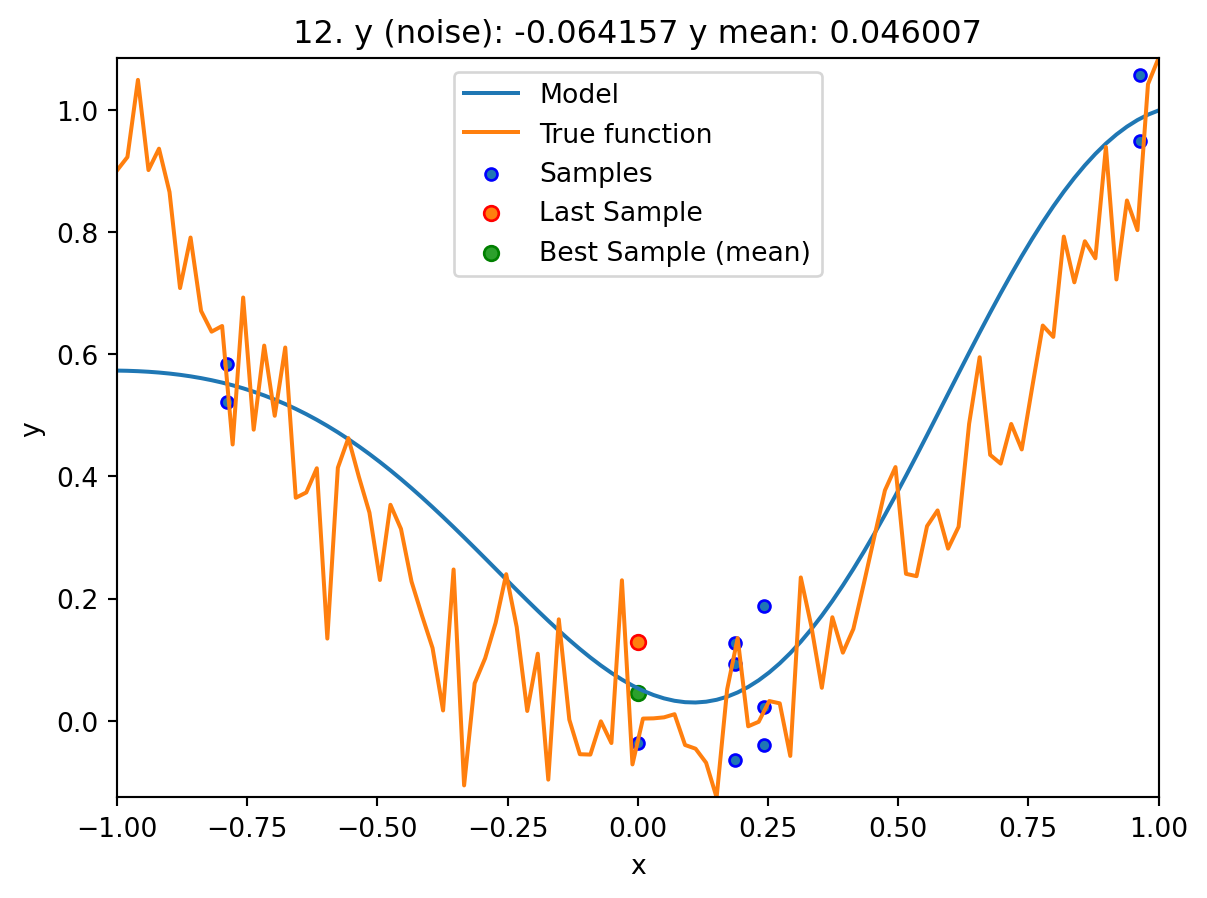 12. y (noise): -0.064157 y mean: 0.046007
Model
True function
Samples
Last Sample
Best Sample (mean)
1.0
0.8
0.6
0.4
0.2
0.0
y
−1.00 −0.75 −0.50 −0.25 0.00 0.25 0.50 0.75 1.00
x